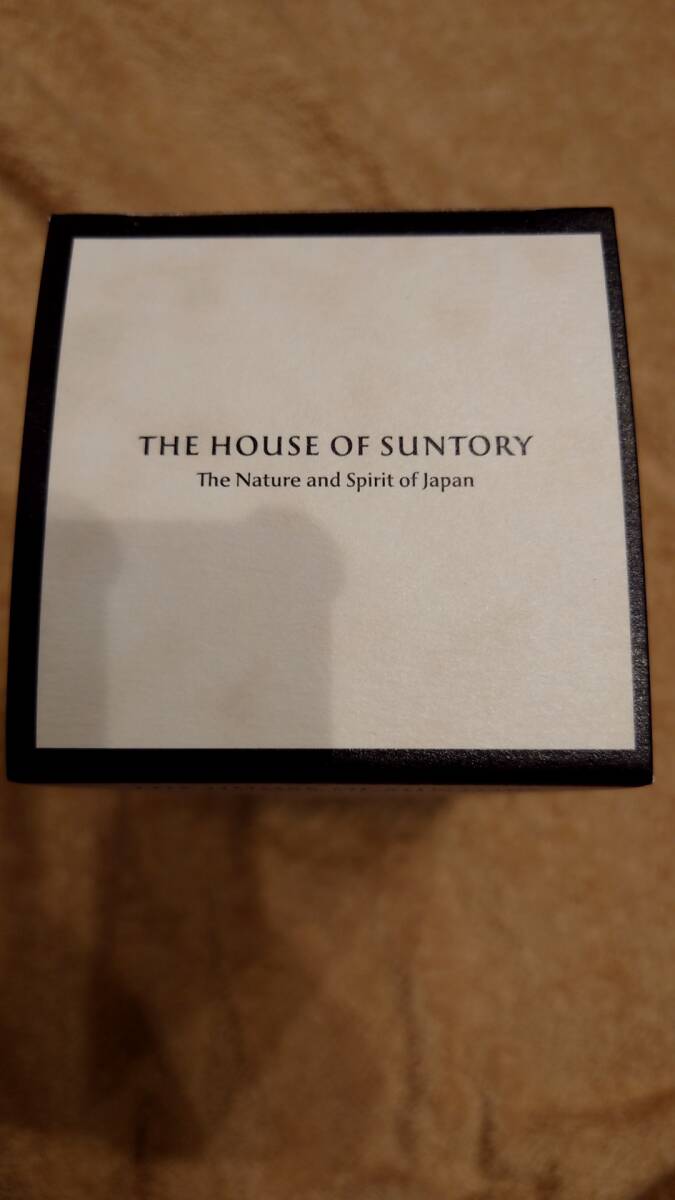 THE HOUSE OF SUNTORY
The Nature and Spirit of Japan